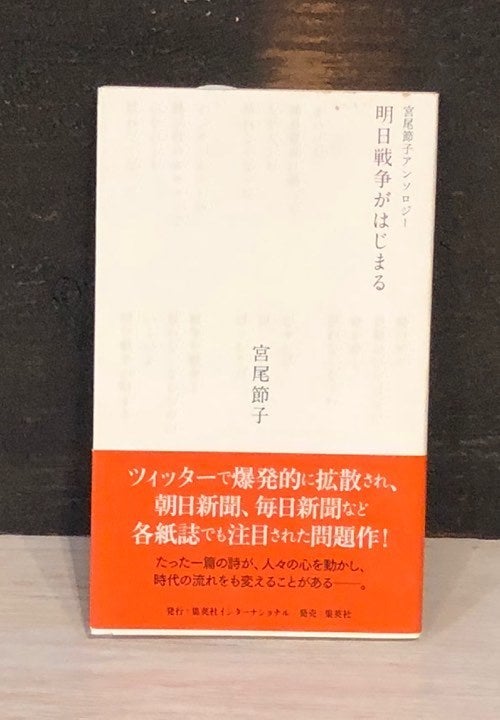 宮尾節子アンソロジー
明日戦争がはじまる
宮尾節子
ツィッターで爆発的に拡散され、
朝日新聞、毎日新聞など
各紙誌でも注目された問題作!
たった一篇の詩が、人々の心を動かし、
時代の流れをも変えることがある――。
発行:集英社インターナショナル 発売:集英社